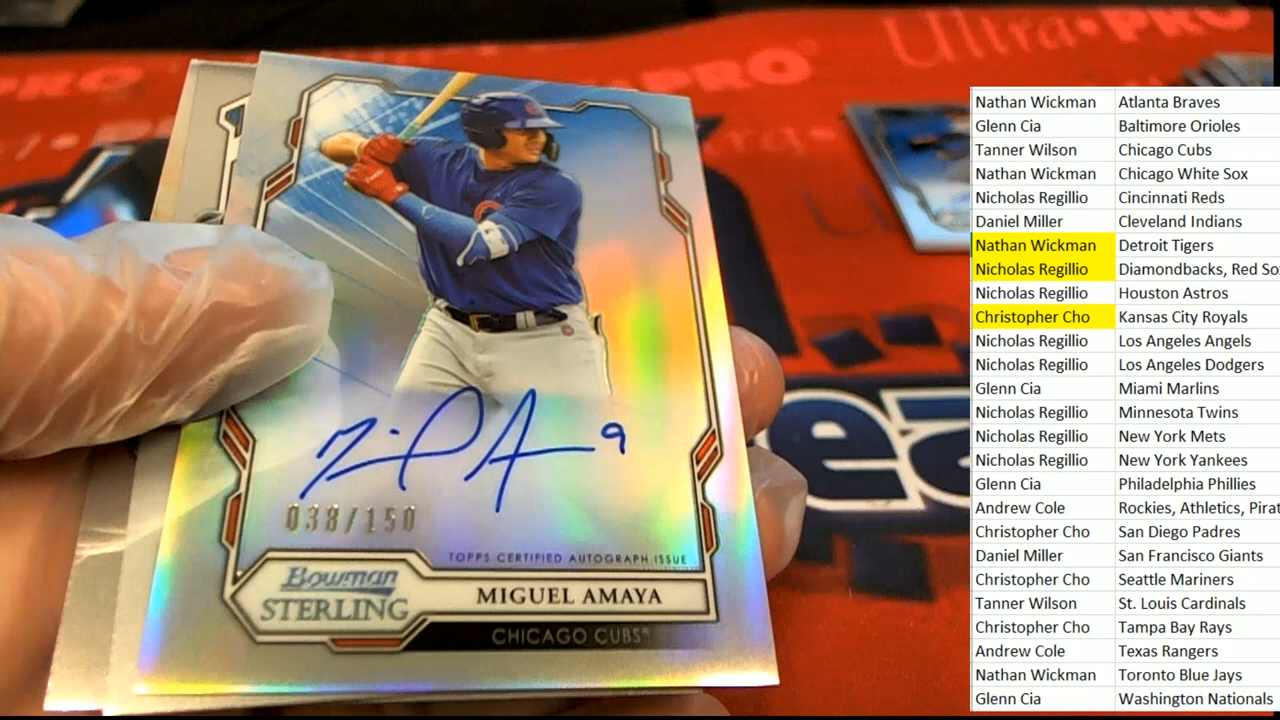 PRO
Ultra·PRO
PRO
Miguel A 9
038/150
TOPPS CERTIFIED AUTOGRAPH ISSUE
Bowman
STERLING
MIGUEL AMAYA
CHICAGO CUBS
Nathan Wickman Atlanta Braves
Glenn Cia Baltimore Orioles
Tanner Wilson Chicago Cubs
Nathan Wickman Chicago White Sox
Nicholas Regillio Cincinnati Reds
Daniel Miller Cleveland Indians
Nathan Wickman Detroit Tigers
Nicholas Regillio Diamondbacks, Red So
Nicholas Regillio Houston Astros
Christopher Cho Kansas City Royals
Nicholas Regillio Los Angeles Angels
Nicholas Regillio Los Angeles Dodgers
Glenn Cia Miami Marlins
Nicholas Regillio Minnesota Twins
Nicholas Regillio New York Mets
Nicholas Regillio New York Yankees
Glenn Cia Philadelphia Phillies
Andrew Cole Rockies, Athletics, Pirat
Christopher Cho San Diego Padres
Daniel Miller San Francisco Giants
Christopher Cho Seattle Mariners
Tanner Wilson St. Louis Cardinals
Christopher Cho Tampa Bay Rays
Andrew Cole Texas Rangers
Nathan Wickman Toronto Blue Jays
Glenn Cia Washington Nationals